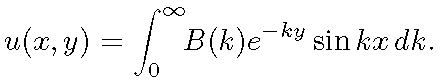 u(x, y) = ∫_0^∞ B(k)e^{-ky} sin kx dk.